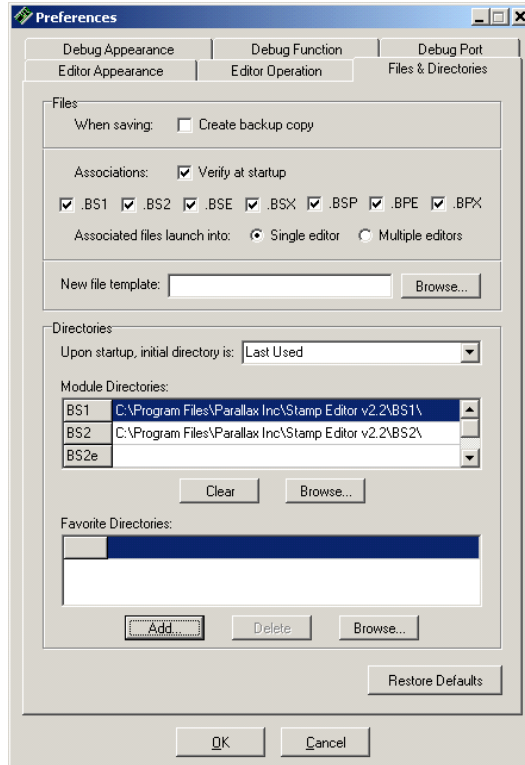 Preferences
Debug Appearance Debug Function Debug Port
Editor Appearance Editor Operation Files & Directories
Files
When saving: Create backup copy
Associations: Verify at startup
.BS1 .BS2 .BSE .BSX .BSP .BPE .BPX
Associated files launch into: Single editor Multiple editors
New file template: Browse...
Directories
Upon startup, initial directory is: Last Used
Module Directories:
BS1 C:\Program Files\Parallax Inc\Stamp Editor v2.2\BS1\
BS2 C:\Program Files\Parallax Inc\Stamp Editor v2.2\BS2\
BS2e
Clear Browse...
Favorite Directories:
Add... Delete Browse...
Restore Defaults
OK Cancel